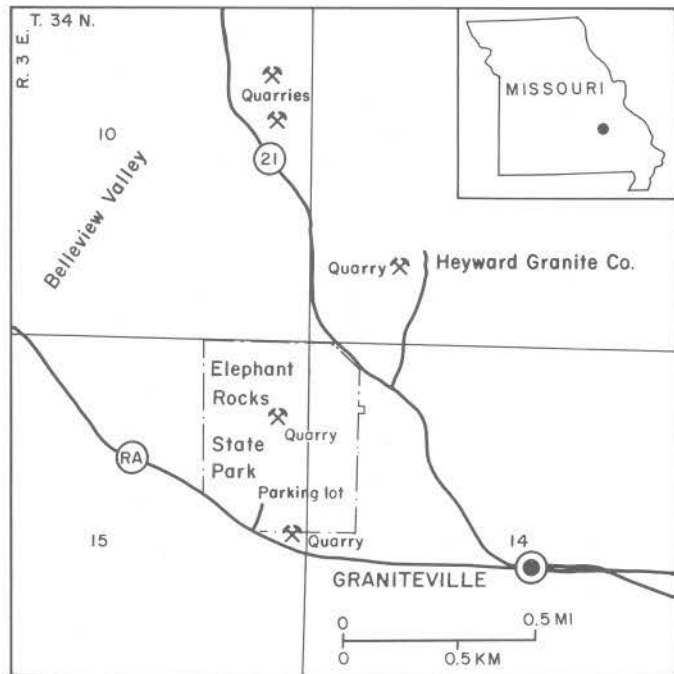 T. 34 N.
R. 3 E.
MISSOURI
Quarries
10
21
Belleview Valley
Quarry
Heyward Granite Co.
Elephant
Rocks
Quarry
State
Park
RA
Parking lot
15
Quarry
14
GRANITEVILLE
0 0.5 MI
0 0.5 KM